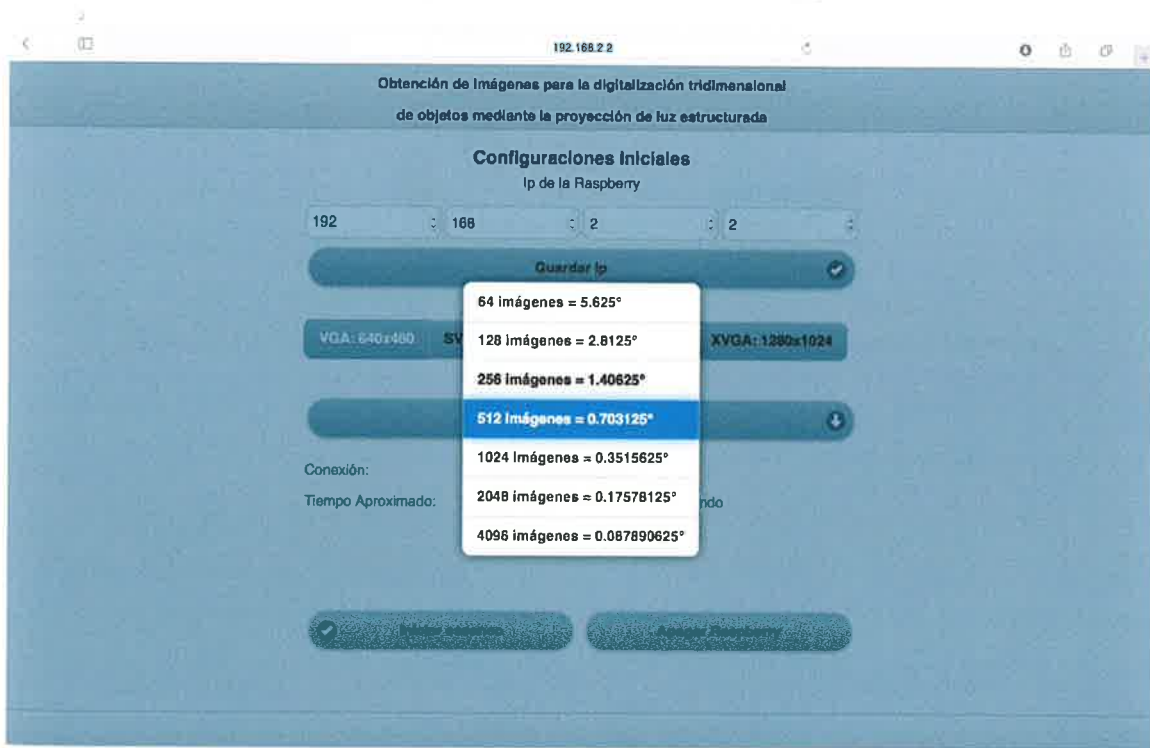 192.168.2.2
Obtención de Imágenes para la digitalización tridimensional
de objetos mediante la proyección de luz estructurada
Configuraciones Iniciales
Ip de la Raspberry
192 168 2 2
Guardar Ip
64 imágenes = 5.625°
VGA: 640x480 SV XVGA: 1280x1024
128 imágenes = 2.8125°
256 imágenes = 1.40625°
512 imágenes = 0.703125°
1024 imágenes = 0.3515625°
Conexión:
2048 imágenes = 0.17578125°
Tiempo Aproximado: ndo
4096 imágenes = 0.087890625°